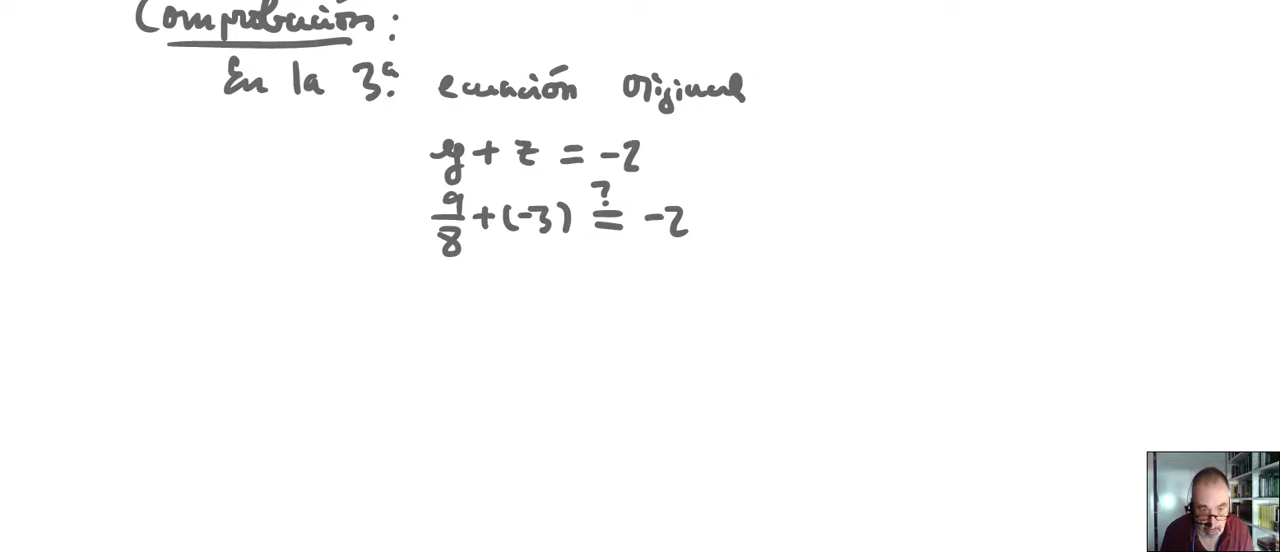 Comprobación:
En la 3.ª ecuación original
y + z = -2
9/8 + (-3) ≟ -2